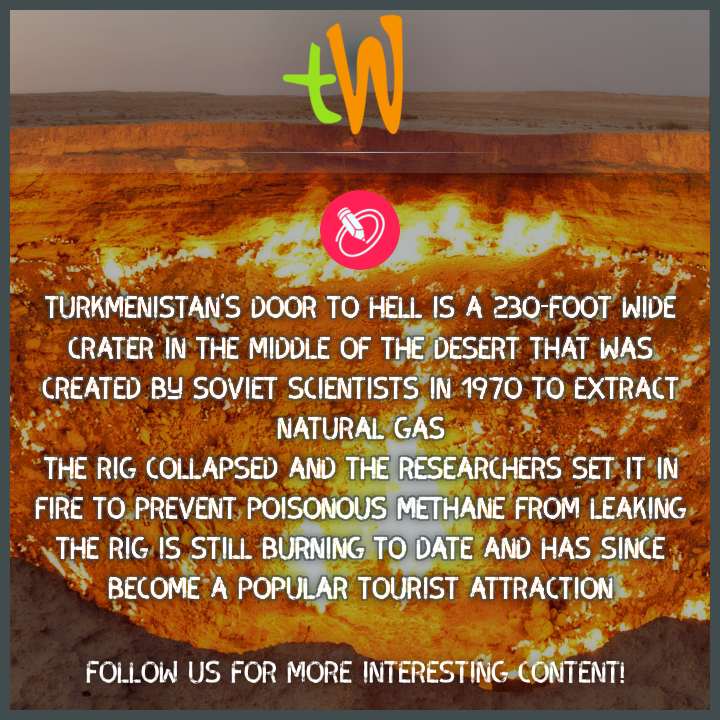 tW
TURKMENISTAN'S DOOR TO HELL IS A 230-FOOT WIDE
CRATER IN THE MIDDLE OF THE DESERT THAT WAS
CREATED BY SOVIET SCIENTISTS IN 1970 TO EXTRACT
NATURAL GAS
THE RIG COLLAPSED AND THE RESEARCHERS SET IT IN
FIRE TO PREVENT POISONOUS METHANE FROM LEAKING
THE RIG IS STILL BURNING TO DATE AND HAS SINCE
BECOME A POPULAR TOURIST ATTRACTION
FOLLOW US FOR MORE INTERESTING CONTENT!